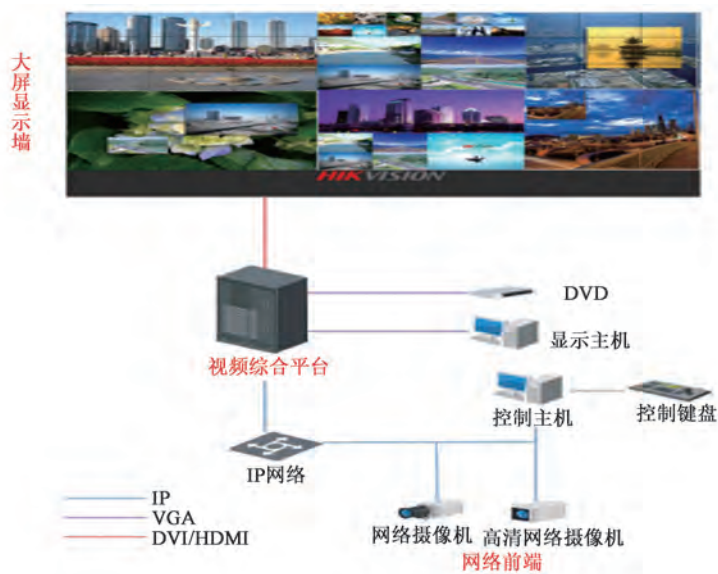 大屏显示墙
HIKVISION
DVD
显示主机
视频综合平台
控制主机
控制键盘
IP网络
IP
VGA
DVI/HDMI
网络摄像机
高清网络摄像机
网络前端